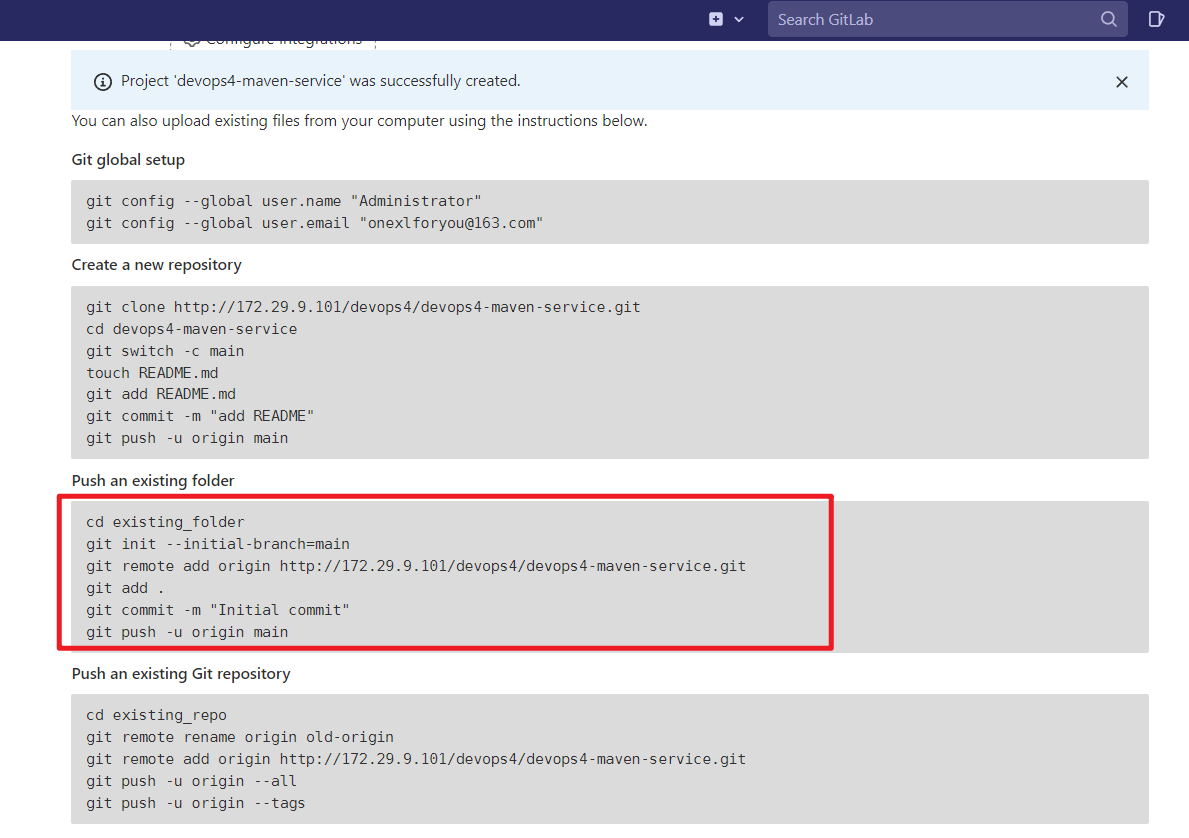 Search GitLab
Configure integrations
Project 'devops4-maven-service' was successfully created.
You can also upload existing files from your computer using the instructions below.
Git global setup
git config --global user.name "Administrator"
git config --global user.email "onexlforyou@163.com"
Create a new repository
git clone http://172.29.9.101/devops4/devops4-maven-service.git
cd devops4-maven-service
git switch -c main
touch README.md
git add README.md
git commit -m "add README"
git push -u origin main
Push an existing folder
cd existing_folder
git init --initial-branch=main
git remote add origin http://172.29.9.101/devops4/devops4-maven-service.git
git add .
git commit -m "Initial commit"
git push -u origin main
Push an existing Git repository
cd existing_repo
git remote rename origin old-origin
git remote add origin http://172.29.9.101/devops4/devops4-maven-service.git
git push -u origin --all
git push -u origin --tags